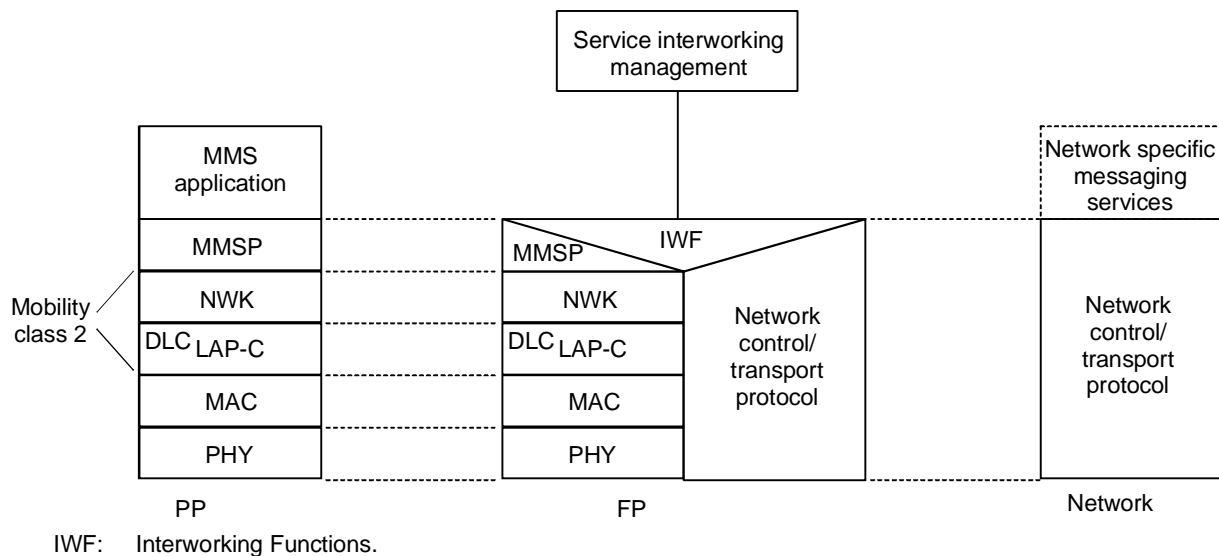 Service interworking
management
MMS
application
MMSP
NWK
DLC LAP-C
MAC
PHY
PP
Mobility
class 2
IWF
MMSP
NWK
DLC LAP-C
MAC
PHY
Network
control/
transport
protocol
FP
Network specific
messaging
services
Network
control/
transport
protocol
Network
IWF: Interworking Functions.